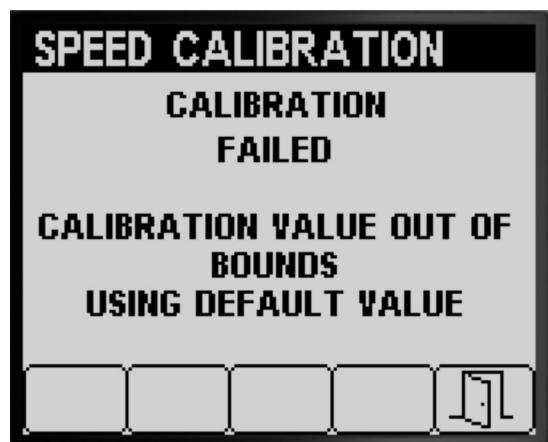 SPEED CALIBRATION
CALIBRATION
FAILED
CALIBRATION VALUE OUT OF
BOUNDS
USING DEFAULT VALUE